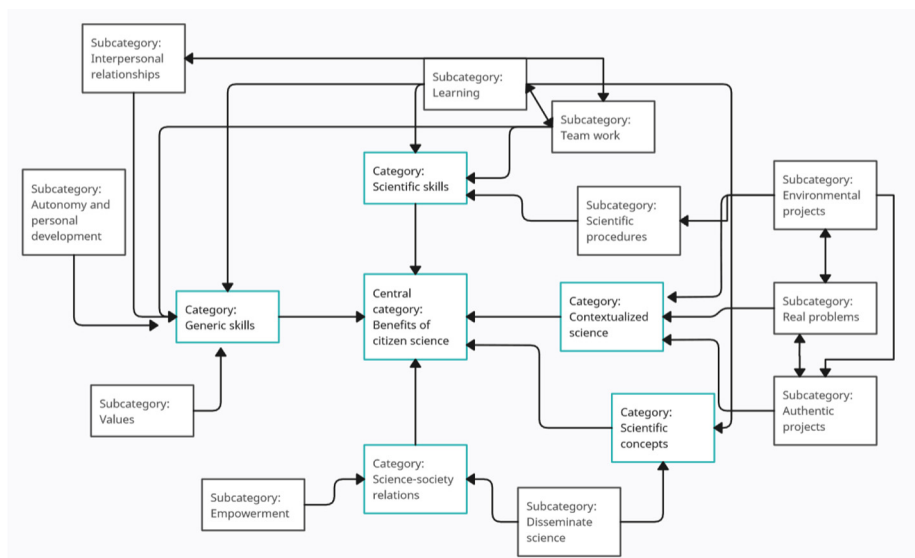 Subcategory:
Interpersonal
relationships
Subcategory:
Learning
Subcategory:
Team work
Category:
Scientific skills
Subcategory:
Autonomy and
personal
development
Subcategory:
Scientific
procedures
Subcategory:
Environmental
projects
Category:
Generic skills
Central
category:
Benefits of
citizen science
Category:
Contextualized
science
Subcategory:
Real problems
Subcategory:
Values
Category:
Scientific
concepts
Subcategory:
Authentic
projects
Category:
Science-society
relations
Subcategory:
Empowerment
Subcategory:
Disseminate
science